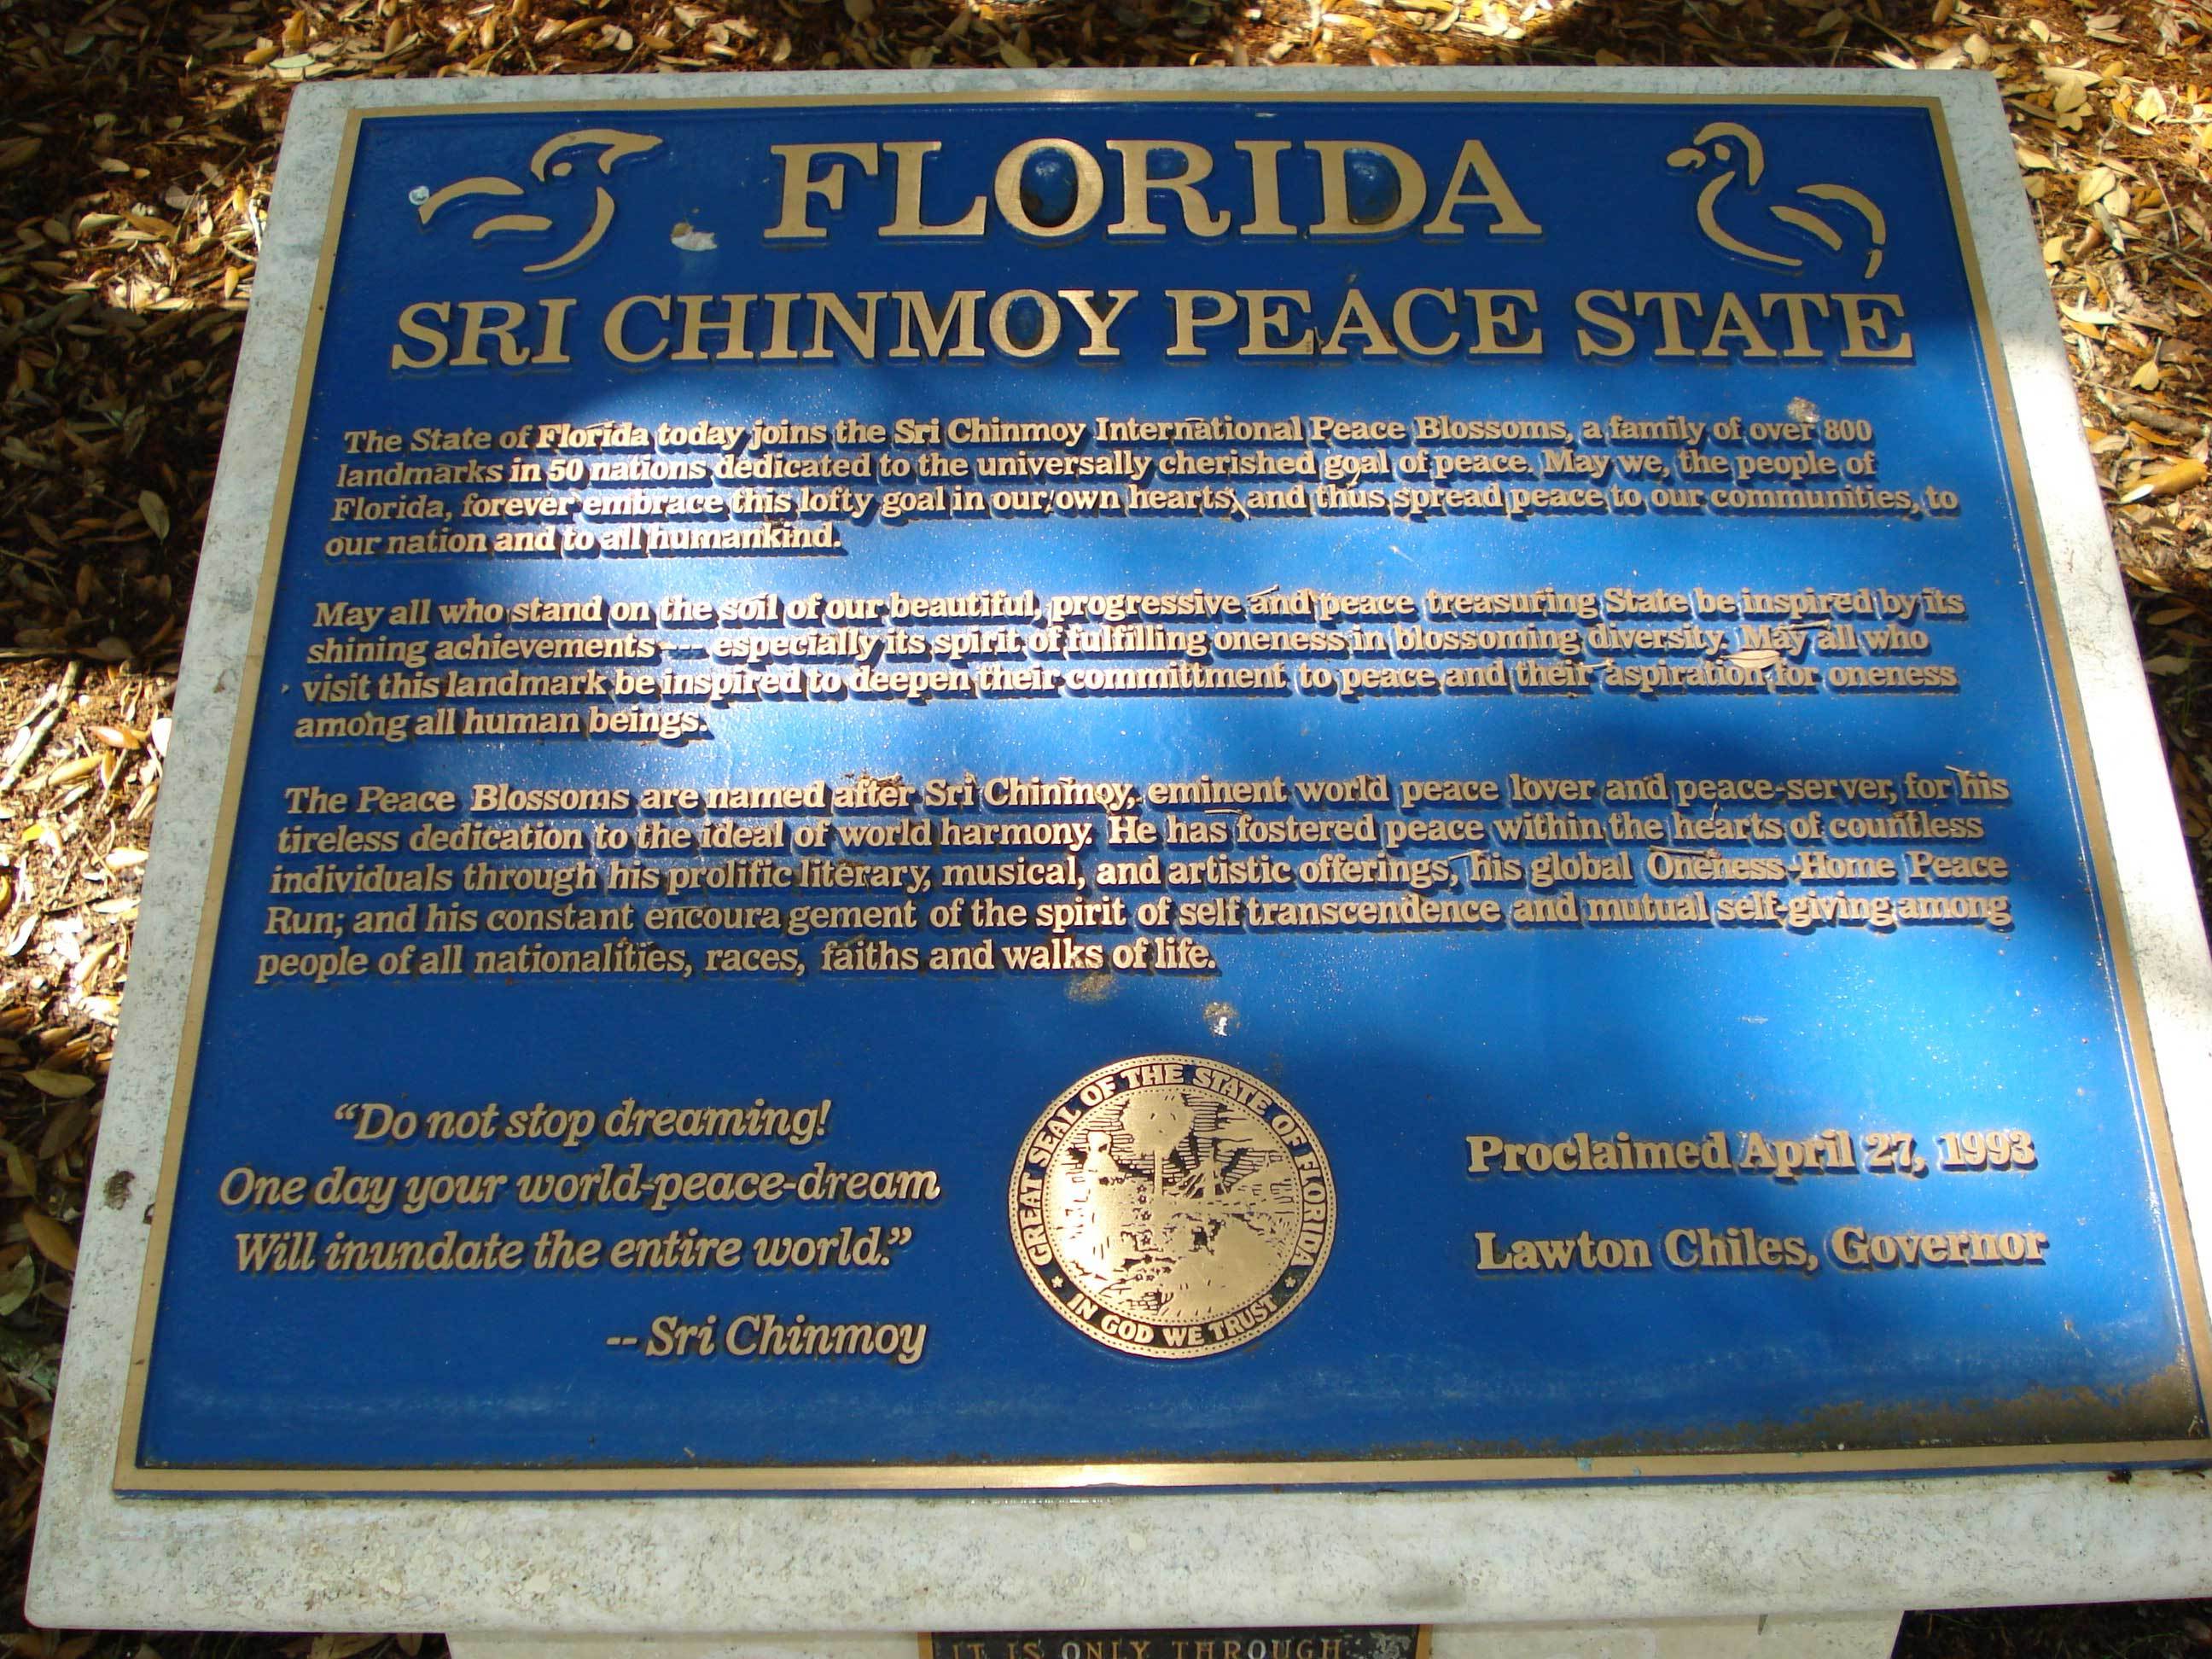 FLORIDA
SRI CHINMOY PEACE STATE
The State of Florida today joins the Sri Chinmoy International Peace Blossoms, a family of over 800
landmarks in 50 nations dedicated to the universally cherished goal of peace. May we, the people of
Florida, forever embrace this lofty goal in our own hearts, and thus spread peace to our communities, to
our nation and to all humankind.
May all who stand on the soil of our beautiful, progressive and peace treasuring State be inspired by its
shining achievements --- especially its spirit of fulfilling oneness in blossoming diversity. May all who
visit this landmark be inspired to deepen their committment to peace and their aspiration for oneness
among all human beings.
The Peace Blossoms are named after Sri Chinmoy, eminent world peace lover and peace-server, for his
tireless dedication to the ideal of world harmony. He has fostered peace within the hearts of countless
individuals through his prolific literary, musical, and artistic offerings, his global Oneness-Home Peace
Run; and his constant encoura gement of the spirit of self transcendence and mutual self-giving among
people of all nationalities, races, faiths and walks of life.
“Do not stop dreaming!
One day your world-peace-dream
Will inundate the entire world.”
-- Sri Chinmoy
GREAT SEAL OF THE STATE OF FLORIDA
IN GOD WE TRUST
Proclaimed April 27, 1993
Lawton Chiles, Governor
IT IS ONLY THROUGH